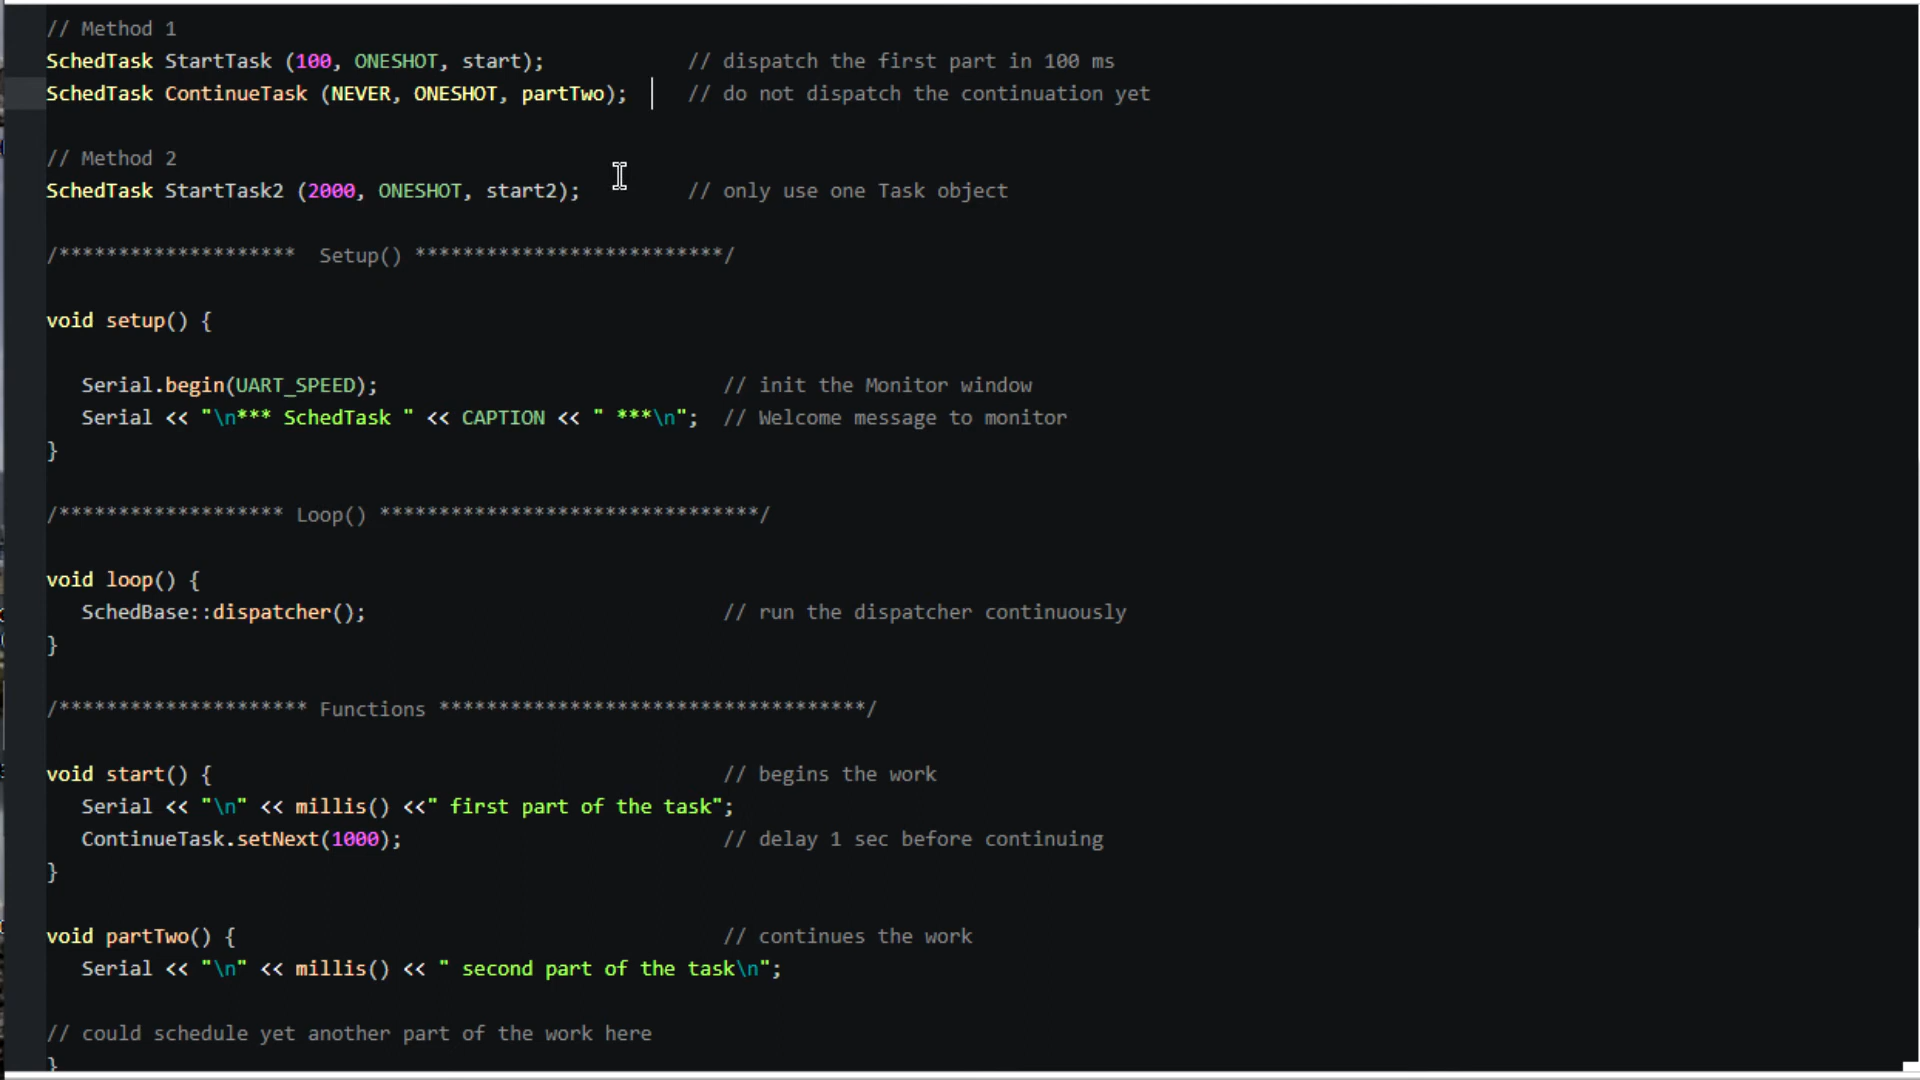 // Method 1
SchedTask StartTask (100, ONESHOT, start);            // dispatch the first part in 100 ms
SchedTask ContinueTask (NEVER, ONESHOT, partTwo);     // do not dispatch the continuation yet
// Method 2
SchedTask StartTask2 (2000, ONESHOT, start2);         // only use one Task object
/********************  Setup() **************************/
void setup() {
   Serial.begin(UART_SPEED);                             // init the Monitor window
   Serial << "\n*** SchedTask " << CAPTION << " ***\n";  // Welcome message to monitor
}
/******************* Loop() ********************************/
void loop() {
   SchedBase::dispatcher();                              // run the dispatcher continuously
}
/********************* Functions ************************************/
void start() {                                           // begins the work
   Serial << "\n" << millis() <<" first part of the task";
   ContinueTask.setNext(1000);                           // delay 1 sec before continuing
}
void partTwo() {                                         // continues the work
   Serial << "\n" << millis() << " second part of the task\n";
// could schedule yet another part of the work here
}